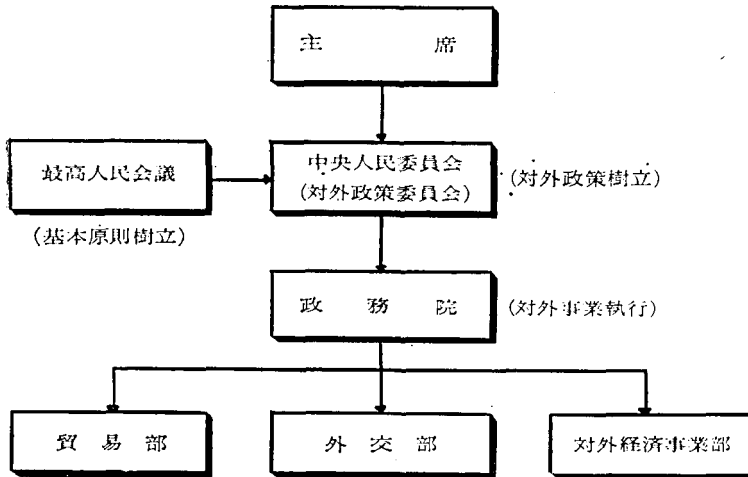 主席
最高人民会議
中央人民委員会
(対外政策委員会)
(対外政策樹立)
(基本原則樹立)
政務院
(対外事業執行)
貿易部
外交部
対外経済事業部